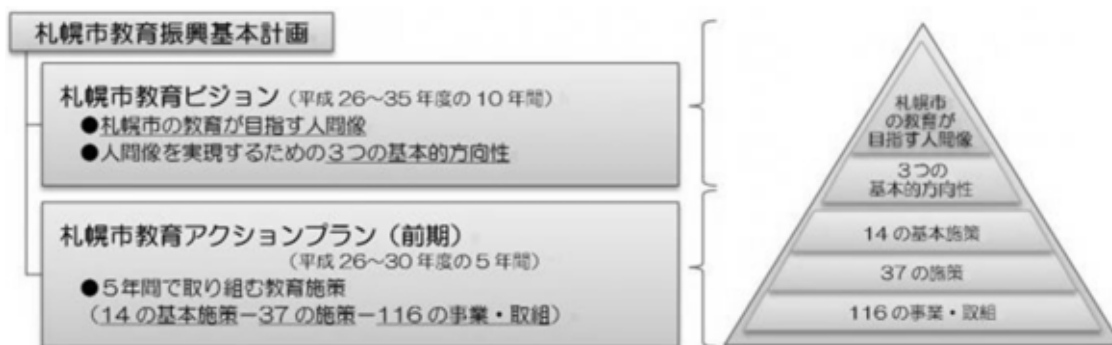 札幌市教育振興基本計画
札幌市教育ビジョン（平成26～35年度の10年間）
●札幌市の教育が目指す人間像
●人間像を実現するための3つの基本的方向性
札幌市教育アクションプラン（前期）
（平成26～30年度の5年間）
●5年間で取り組む教育施策
（14の基本施策－37の施策－116の事業・取組）
札幌市
の教育が
目指す人間像
3つの
基本的方向性
14の基本施策
37の施策
116の事業・取組